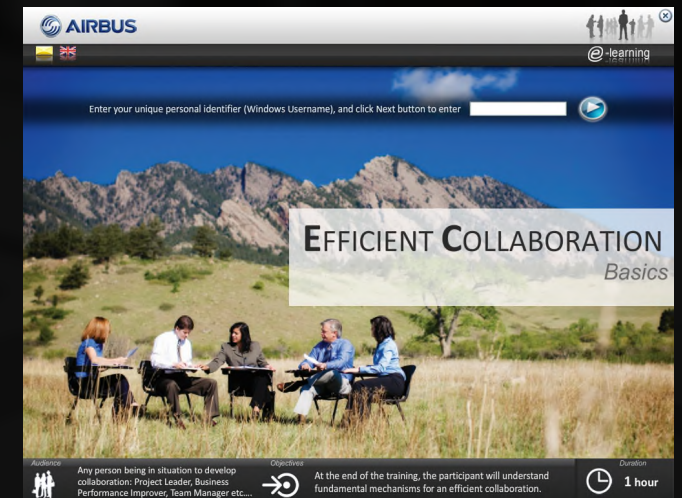 AIRBUS
e-learning
Enter your unique personal identifier (Windows Username), and click Next button to enter
EFFICIENT COLLABORATION
Basics
Audience
Any person being in situation to develop
collaboration: Project Leader, Business
Performance Improver, Team Manager etc....
Objectives
At the end of the training, the participant will understand
fundamental mechanisms for an efficient collaboration.
Duration
1 hour